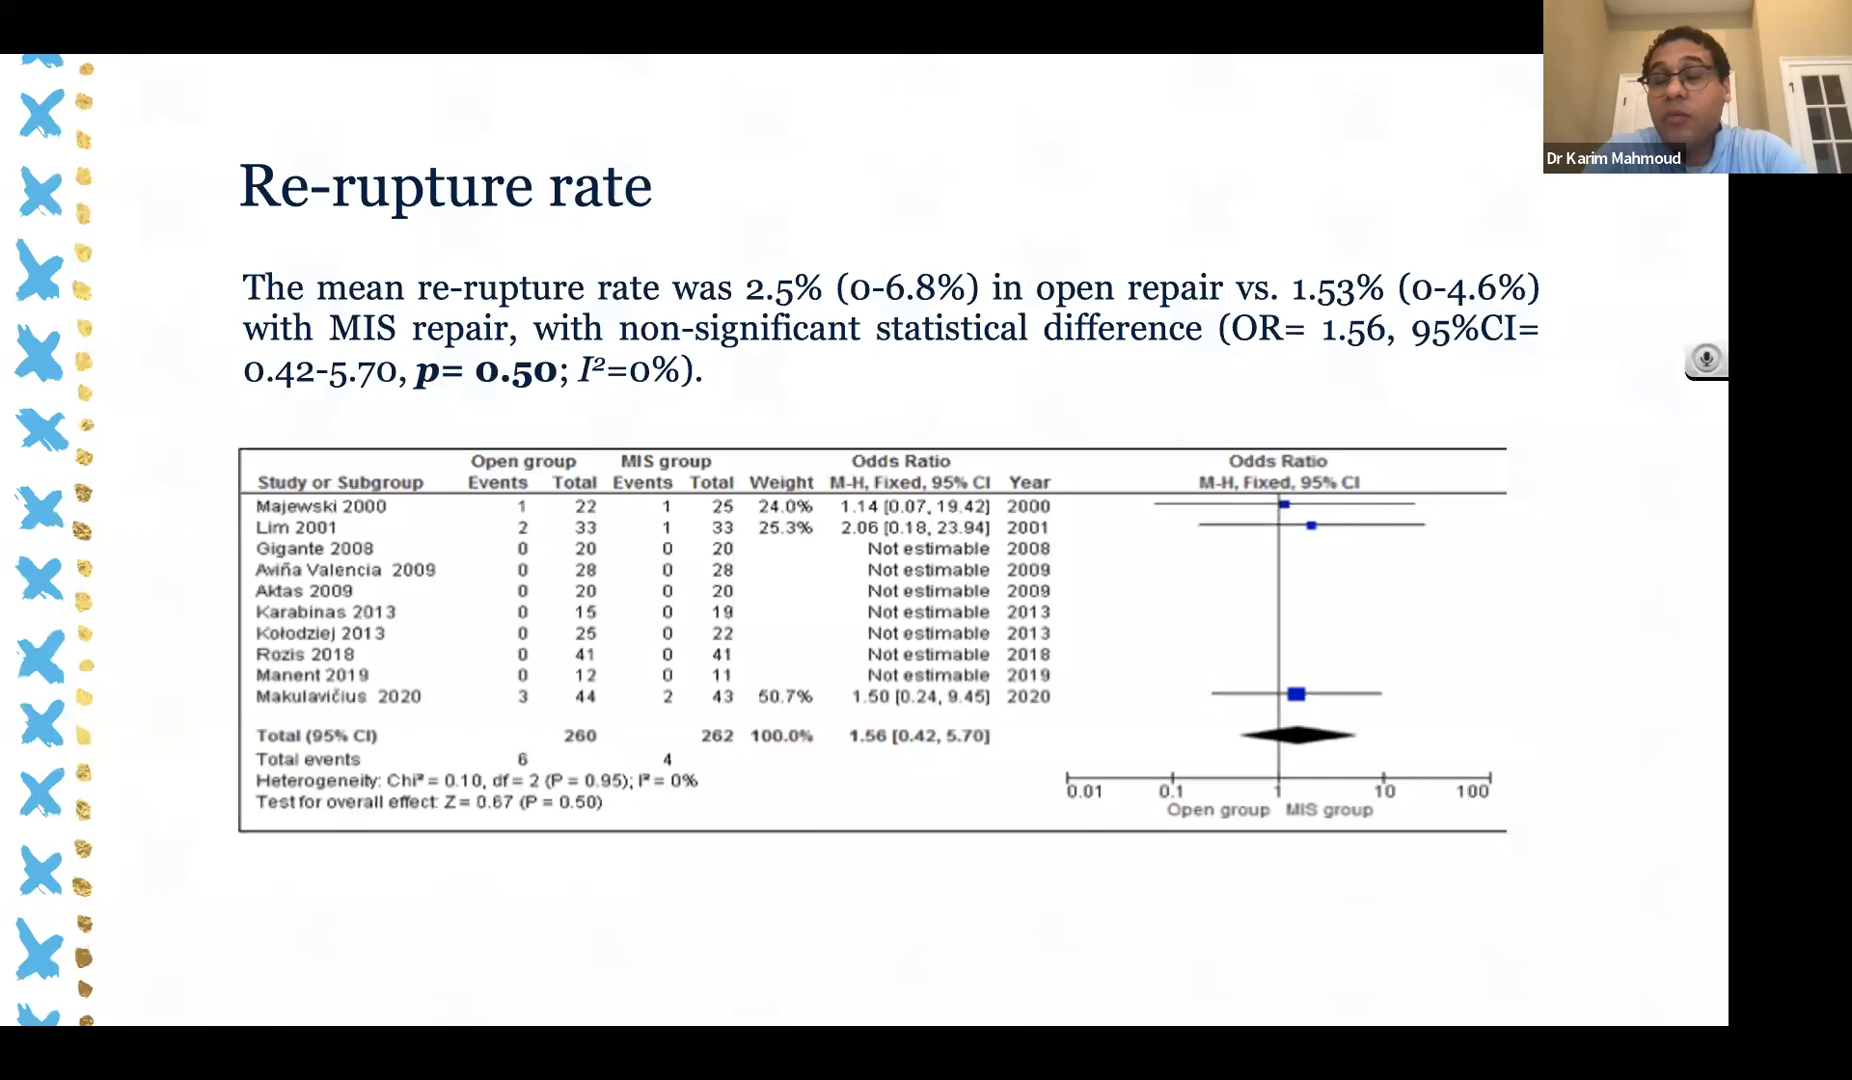 Dr Karim Mahmoud
Re-rupture rate
The mean re-rupture rate was 2.5% (0-6.8%) in open repair vs. 1.53% (0-4.6%)
with MIS repair, with non-significant statistical difference (OR= 1.56, 95%CI=
0.42-5.70, p= 0.50; I²=0%).
Open group MIS group Odds Ratio Odds Ratio
Study or Subgroup Events Total Events Total Weight M-H, Fixed, 95% CI Year M-H, Fixed, 95% CI
Majewski 2000 1 22 1 25 24.0% 1.14 [0.07, 19.42] 2000
Lim 2001 2 33 1 33 25.3% 2.06 [0.18, 23.94] 2001
Gigante 2008 0 20 0 20 Not estimable 2008
Aviña Valencia 2009 0 28 0 28 Not estimable 2009
Aktas 2009 0 20 0 20 Not estimable 2009
Karabinas 2013 0 15 0 19 Not estimable 2013
Kołodziej 2013 0 25 0 22 Not estimable 2013
Rozis 2018 0 41 0 41 Not estimable 2018
Manent 2019 0 12 0 11 Not estimable 2019
Makulavičius 2020 3 44 2 43 50.7% 1.50 [0.24, 9.45] 2020
Total (95% CI) 260 262 100.0% 1.56 [0.42, 5.70]
Total events 6 4
Heterogeneity: Chi² = 0.10, df = 2 (P = 0.95); I² = 0%
Test for overall effect: Z = 0.67 (P = 0.50)
0.01 0.1 1 10 100
Open group MIS group